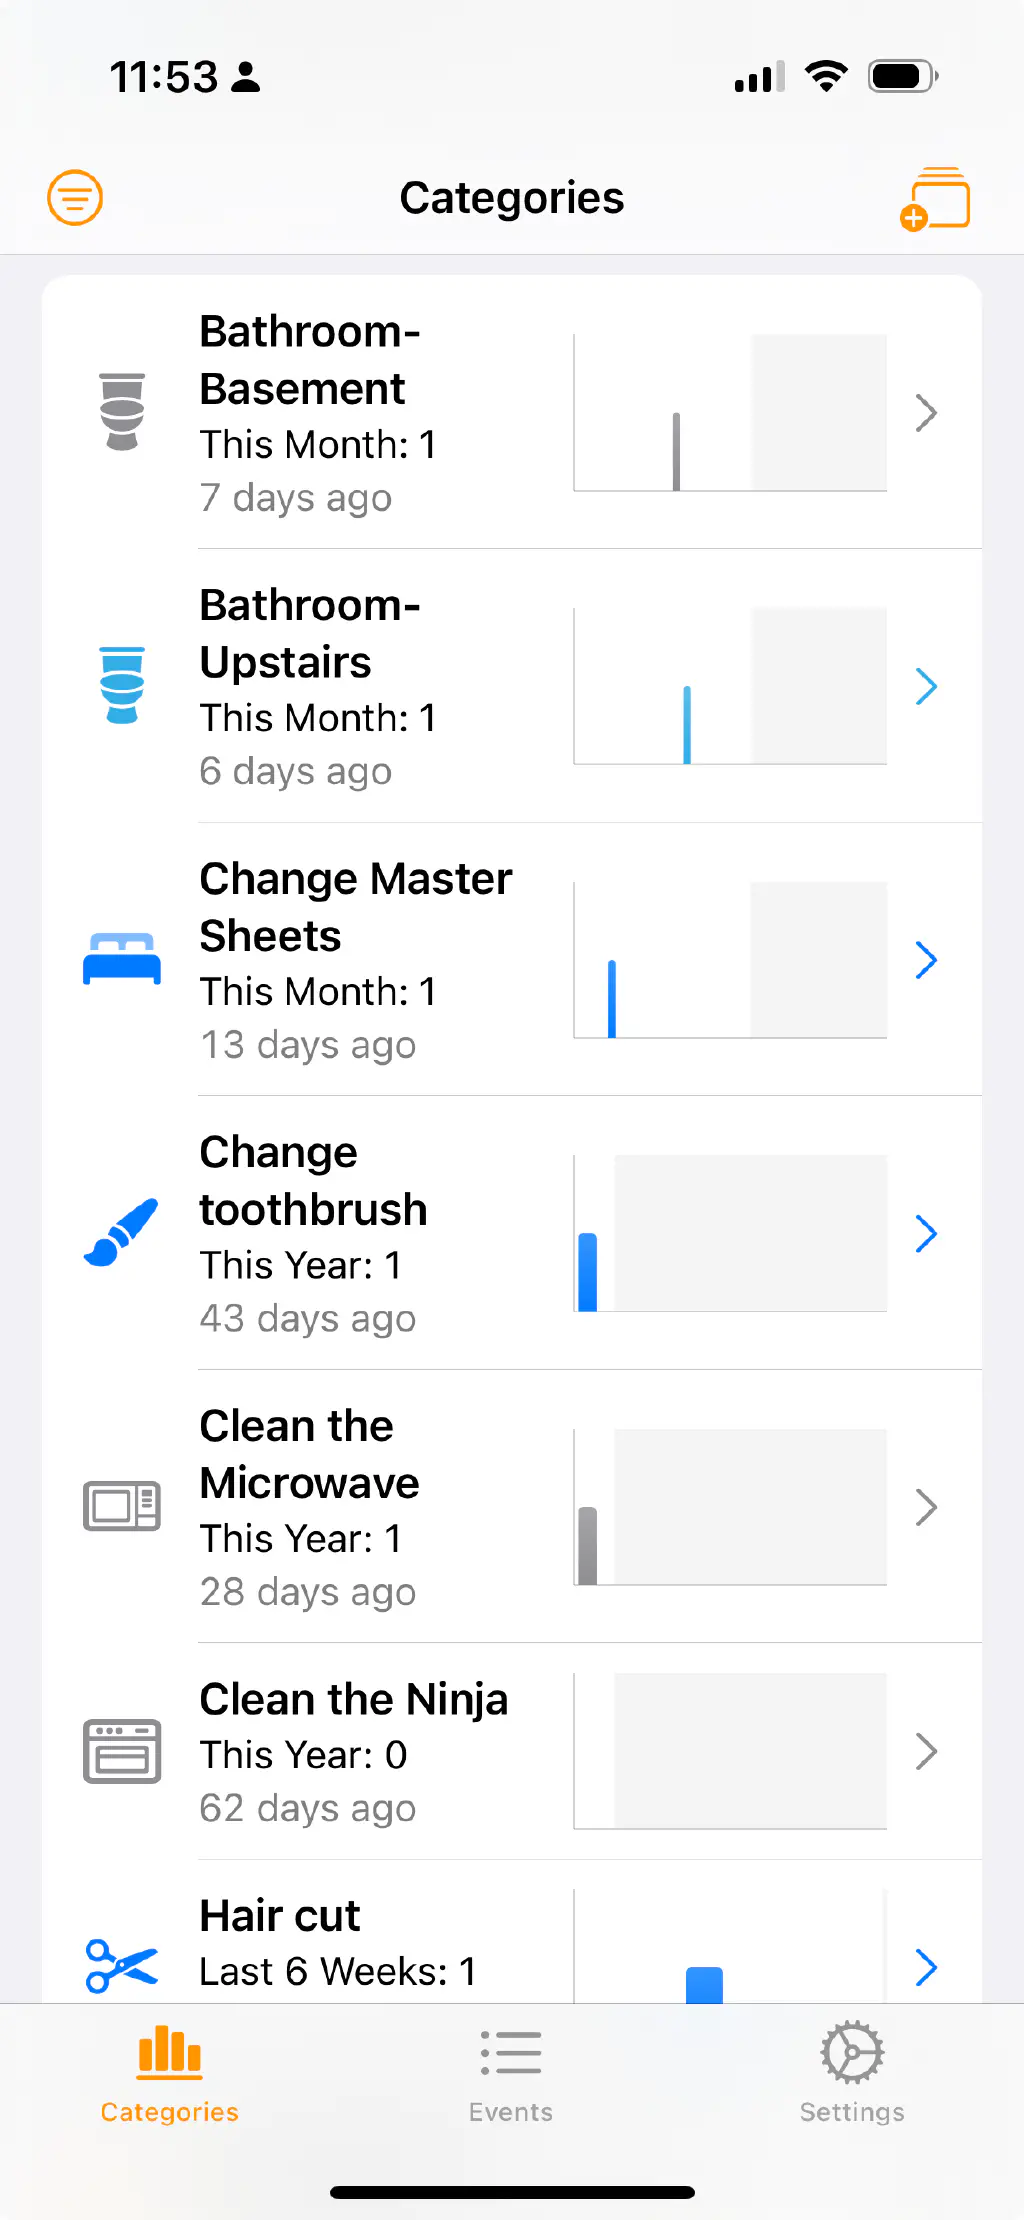 11:53
Categories
Bathroom-
Basement
This Month: 1
7 days ago
Bathroom-
Upstairs
This Month: 1
6 days ago
Change Master
Sheets
This Month: 1
13 days ago
Change
toothbrush
This Year: 1
43 days ago
Clean the
Microwave
This Year: 1
28 days ago
Clean the Ninja
This Year: 0
62 days ago
Hair cut
Last 6 Weeks: 1
Categories
Events
Settings